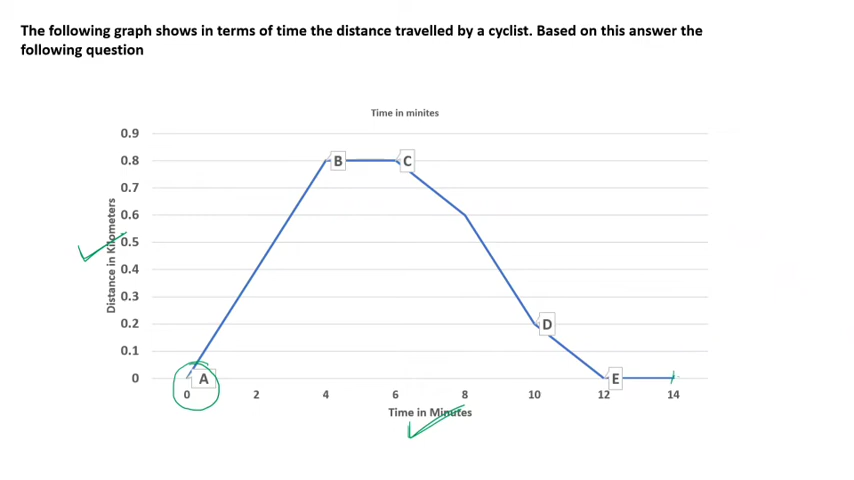 The following graph shows in terms of time the distance travelled by a cyclist. Based on this answer the
following question
Time in minites
Distance in Kilometers
0.9
0.8
0.7
0.6
0.5
0.4
0.3
0.2
0.1
0
B
C
D
A
E
0 2 4 6 8 10 12 14
Time in Minutes